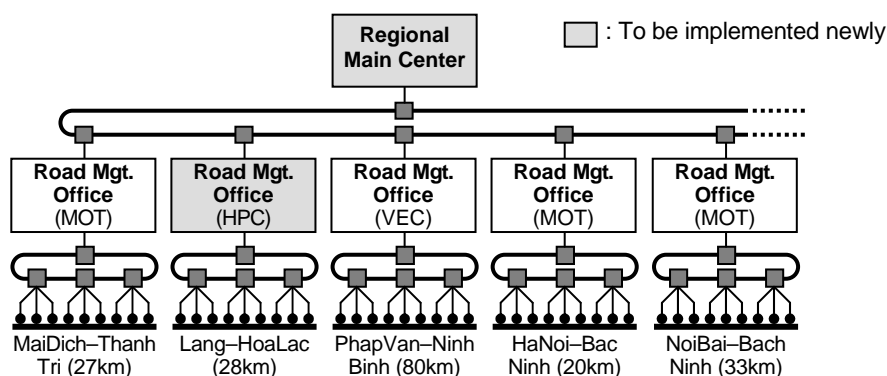 Regional
Main Center
: To be implemented newly
Road Mgt.
Office
(MOT)
Road Mgt.
Office
(HPC)
Road Mgt.
Office
(VEC)
Road Mgt.
Office
(MOT)
Road Mgt.
Office
(MOT)
MaiDich–Thanh
Tri (27km)
Lang–HoaLac
(28km)
PhapVan–Ninh
Binh (80km)
HaNoi–Bac
Ninh (20km)
NoiBai–Bach
Ninh (33km)